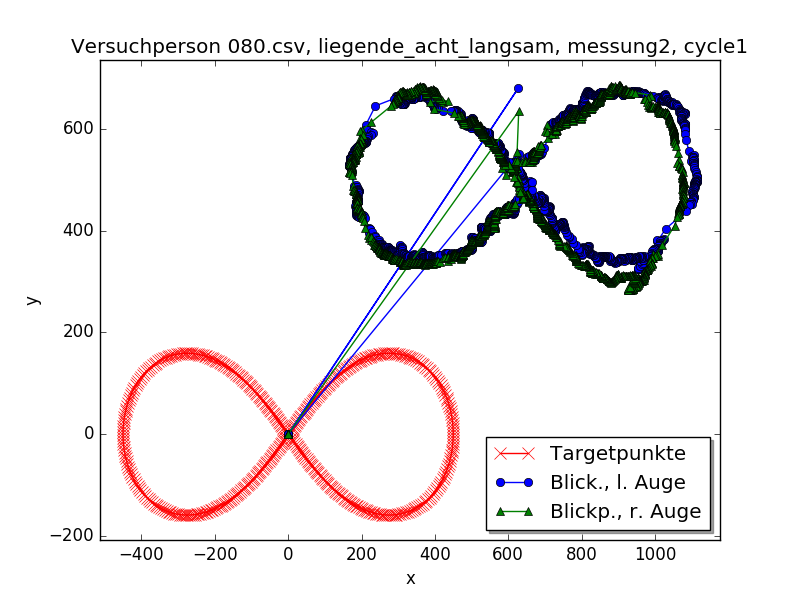 Versuchperson 080.csv, liegende_acht_langsam, messung2, cycle1
y
600
400
200
0
−200
−400
−200
0
200
400
600
800
1000
x
Targetpunkte
Blick., l. Auge
Blickp., r. Auge